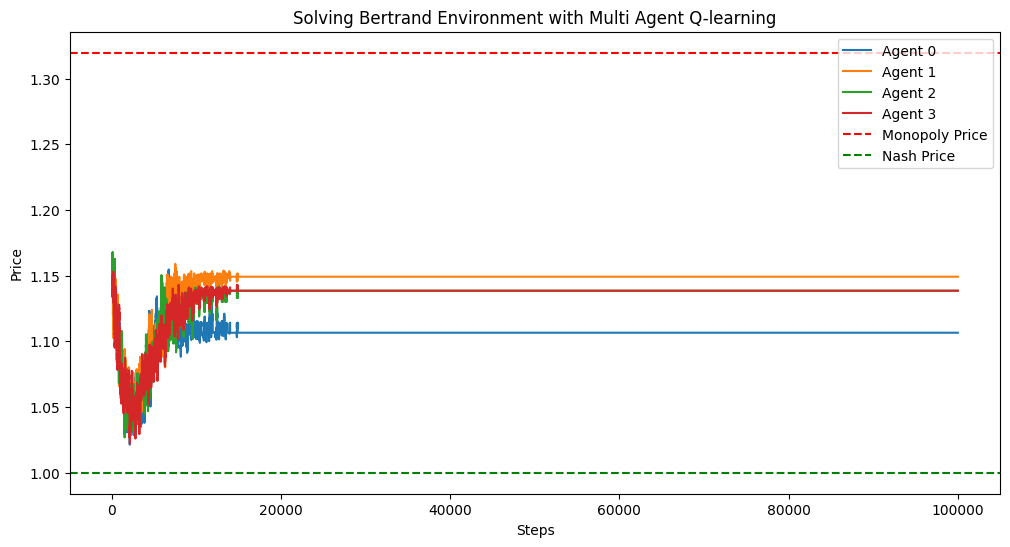 Solving Bertrand Environment with Multi Agent Q-learning
Price
1.30
1.25
1.20
1.15
1.10
1.05
1.00
Agent 0
Agent 1
Agent 2
Agent 3
Monopoly Price
Nash Price
0
20000
40000
60000
80000
100000
Steps